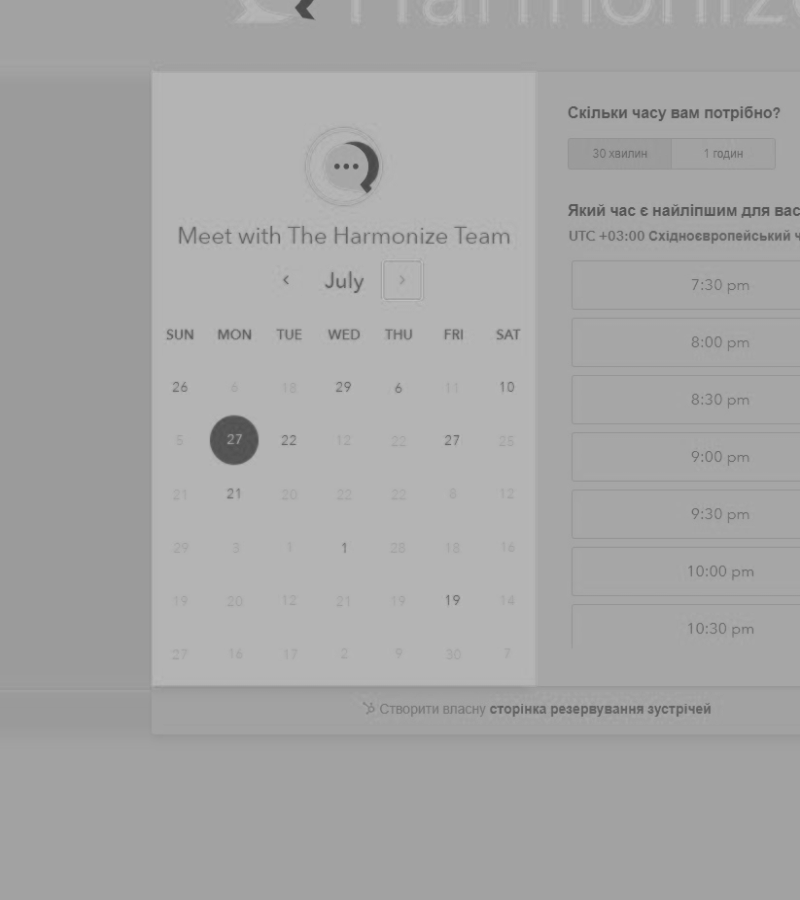 Harmonize
Meet with The Harmonize Team
July
SUN MON TUE WED THU FRI SAT
26 6 18 29 6 11 10
5 27 22 12 22 27 25
21 21 20 22 22 8 12
29 3 1 1 28 18 16
19 20 12 21 19 19 14
27 16 17 2 9 30 7
Скільки часу вам потрібно?
30 хвилин 1 годин
Який час є найліпшим для вас
UTC +03:00 Східноєвропейський ч
7:30 pm
8:00 pm
8:30 pm
9:00 pm
9:30 pm
10:00 pm
10:30 pm
Створити власну сторінка резервування зустрічей